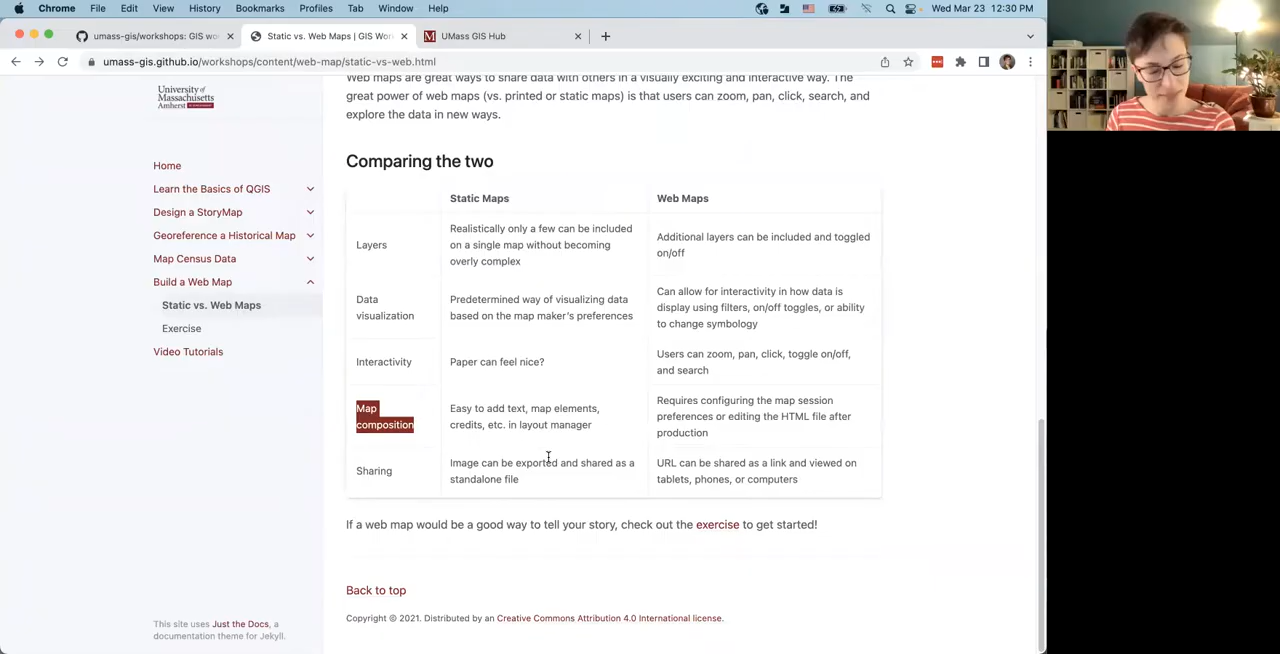 Chrome File Edit View History Bookmarks Profiles Tab Window Help Wed Mar 23 12:30 PM
umass-gis/workshops: GIS wo Static vs. Web Maps | GIS Wor UMass GIS Hub
umass-gis.github.io/workshops/content/web-map/static-vs-web.html
University of
Massachusetts
Amherst
Home
Learn the Basics of QGIS
Design a StoryMap
Georeference a Historical Map
Map Census Data
Build a Web Map
Static vs. Web Maps
Exercise
Video Tutorials
This site uses Just the Docs, a
documentation theme for Jekyll.
Web maps are great ways to share data with others in a visually exciting and interactive way. The
great power of web maps (vs. printed or static maps) is that users can zoom, pan, click, search, and
explore the data in new ways.
Comparing the two
Static Maps Web Maps
Layers
Realistically only a few can be included
on a single map without becoming
overly complex
Additional layers can be included and toggled
on/off
Data
visualization
Predetermined way of visualizing data
based on the map maker's preferences
Can allow for interactivity in how data is
display using filters, on/off toggles, or ability
to change symbology
Interactivity
Paper can feel nice?
Users can zoom, pan, click, toggle on/off,
and search
Map
composition
Easy to add text, map elements,
credits, etc. in layout manager
Requires configuring the map session
preferences or editing the HTML file after
production
Sharing
Image can be exported and shared as a
standalone file
URL can be shared as a link and viewed on
tablets, phones, or computers
If a web map would be a good way to tell your story, check out the exercise to get started!
Back to top
Copyright © 2021. Distributed by an Creative Commons Attribution 4.0 International license.